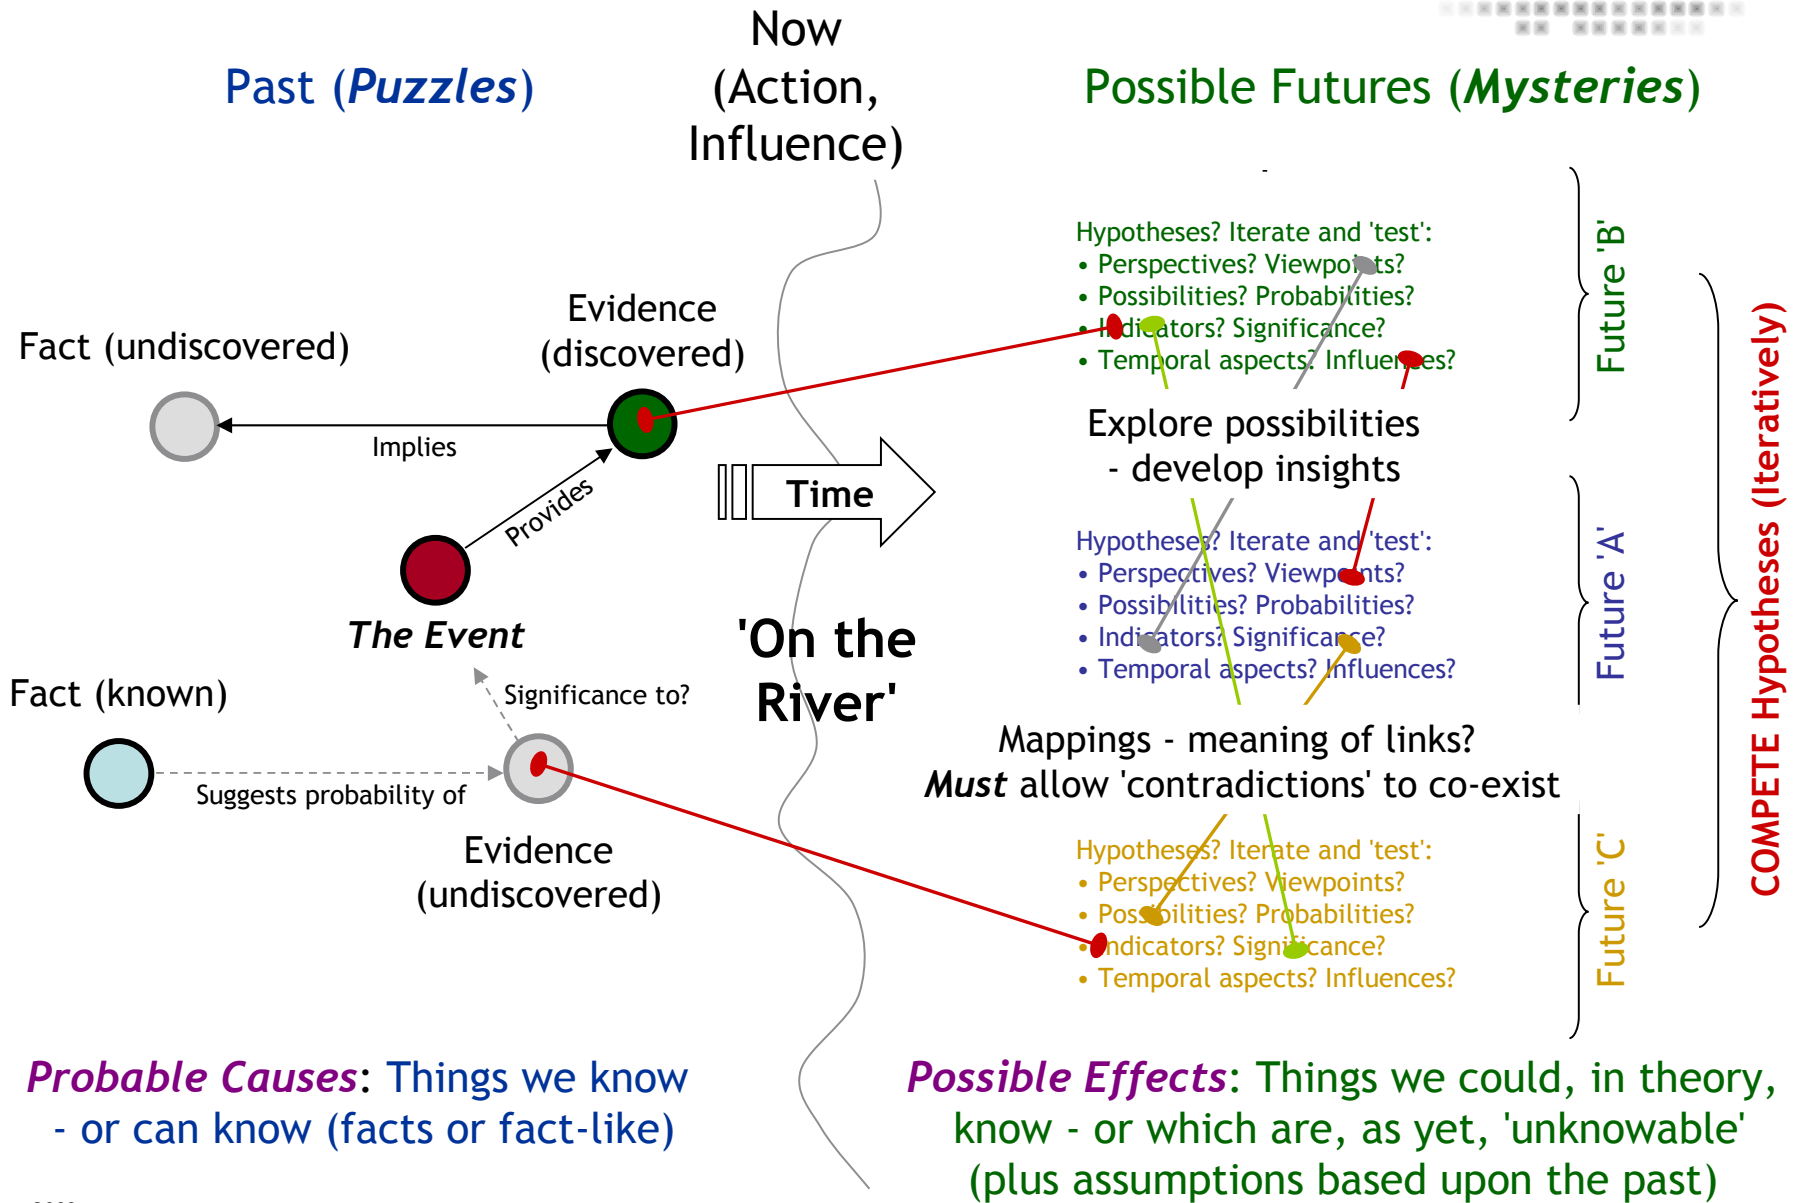 Now
(Action,
Influence)
Past (Puzzles)
Possible Futures (Mysteries)
-
Fact (undiscovered)
Evidence
(discovered)
Implies
Provides
The Event
Fact (known)
Significance to?
Suggests probability of
Evidence
(undiscovered)
Time
'On the
River'
Hypotheses? Iterate and 'test':
• Perspectives? Viewpoints?
• Possibilities? Probabilities?
• Indicators? Significance?
• Temporal aspects? Influences?
Future 'B'
Explore possibilities
- develop insights
Hypotheses? Iterate and 'test':
• Perspectives? Viewpoints?
• Possibilities? Probabilities?
• Indicators? Significance?
• Temporal aspects? Influences?
Future 'A'
Mappings - meaning of links?
Must allow 'contradictions' to co-exist
Hypotheses? Iterate and 'test':
• Perspectives? Viewpoints?
• Possibilities? Probabilities?
• Indicators? Significance?
• Temporal aspects? Influences?
Future 'C'
COMPETE Hypotheses (Iteratively)
Probable Causes: Things we know
- or can know (facts or fact-like)
Possible Effects: Things we could, in theory,
know - or which are, as yet, 'unknowable'
(plus assumptions based upon the past)